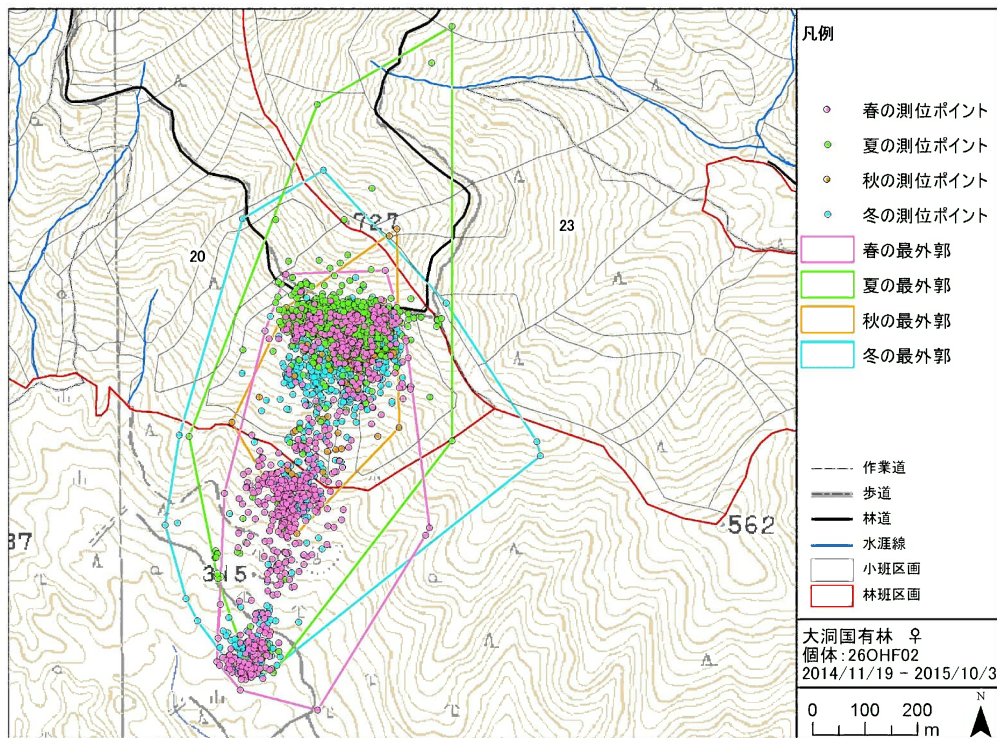 凡例
春の測位ポイント
夏の測位ポイント
秋の測位ポイント
冬の測位ポイント
春の最外郭
夏の最外郭
秋の最外郭
冬の最外郭
作業道
歩道
林道
水涯線
小班区画
林班区画
大洞国有林 ♀
個体:26OHF02
2014/11/19 - 2015/10/3
N
0 100 200
m
727
23
20
562
37
315